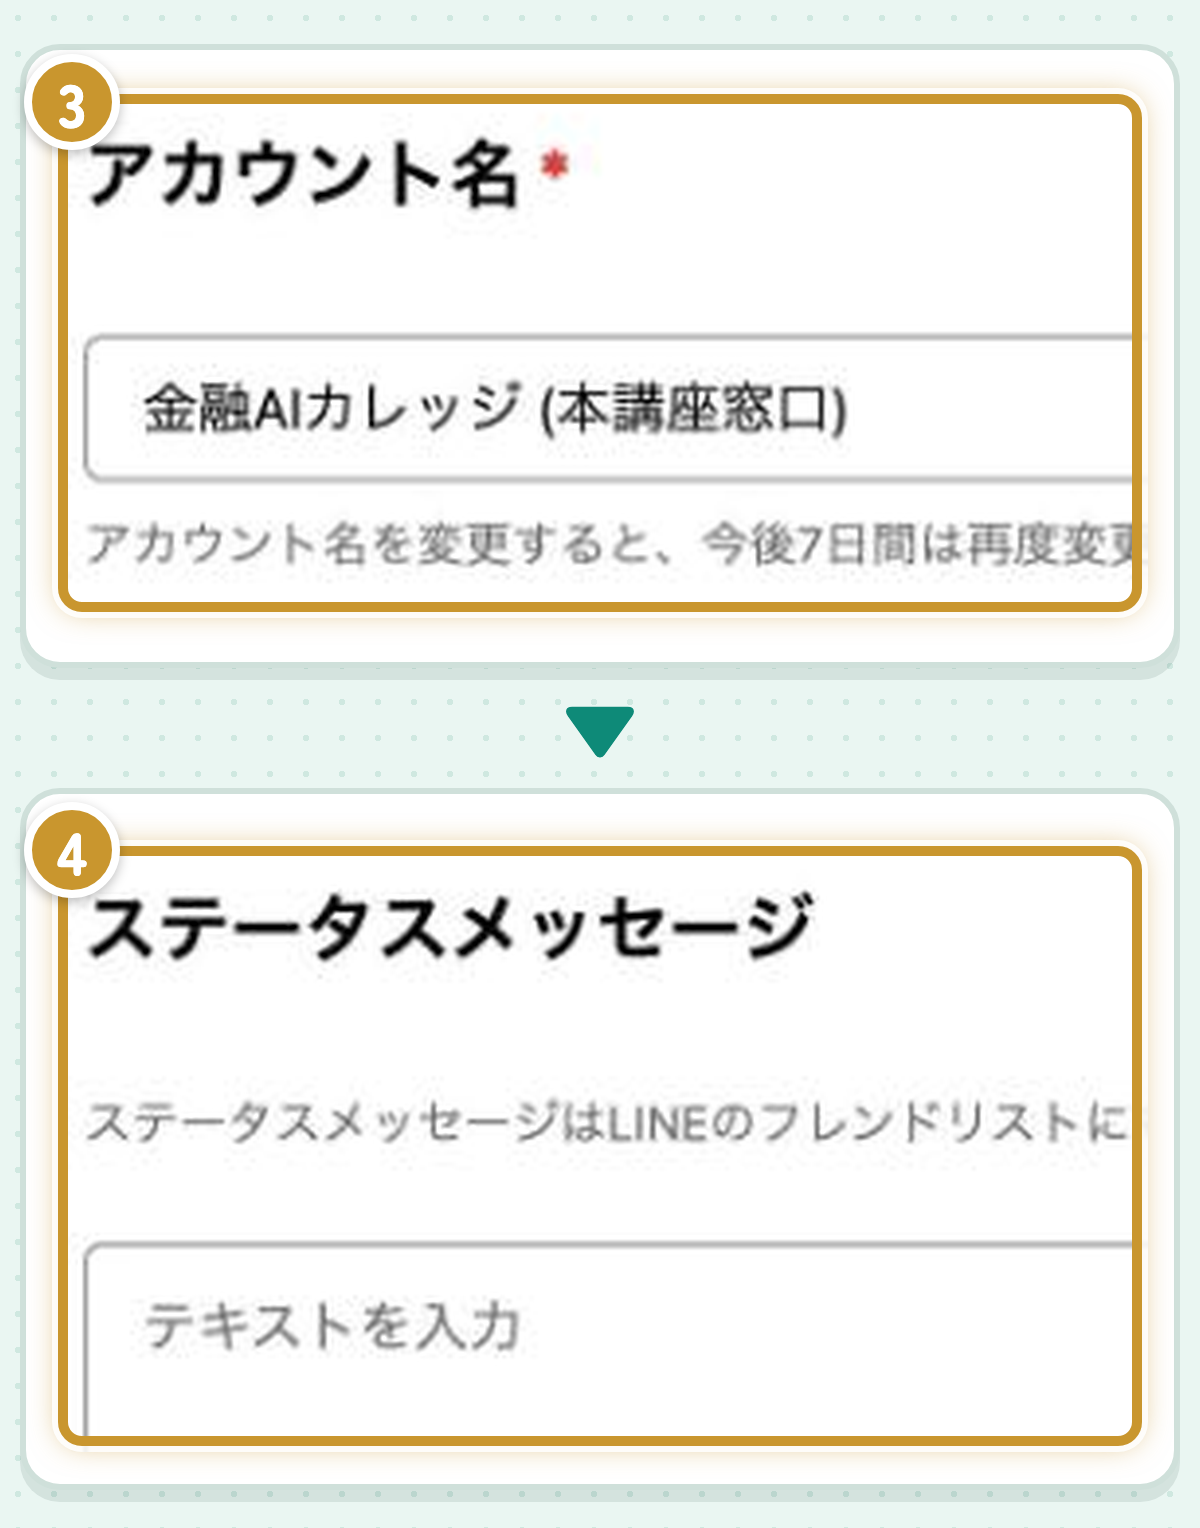 3
アカウント名 *
金融AIカレッジ (本講座窓口)
アカウント名を変更すると、今後7日間は再度変更
4
ステータスメッセージ
ステータスメッセージはLINEのフレンドリストに
テキストを入力